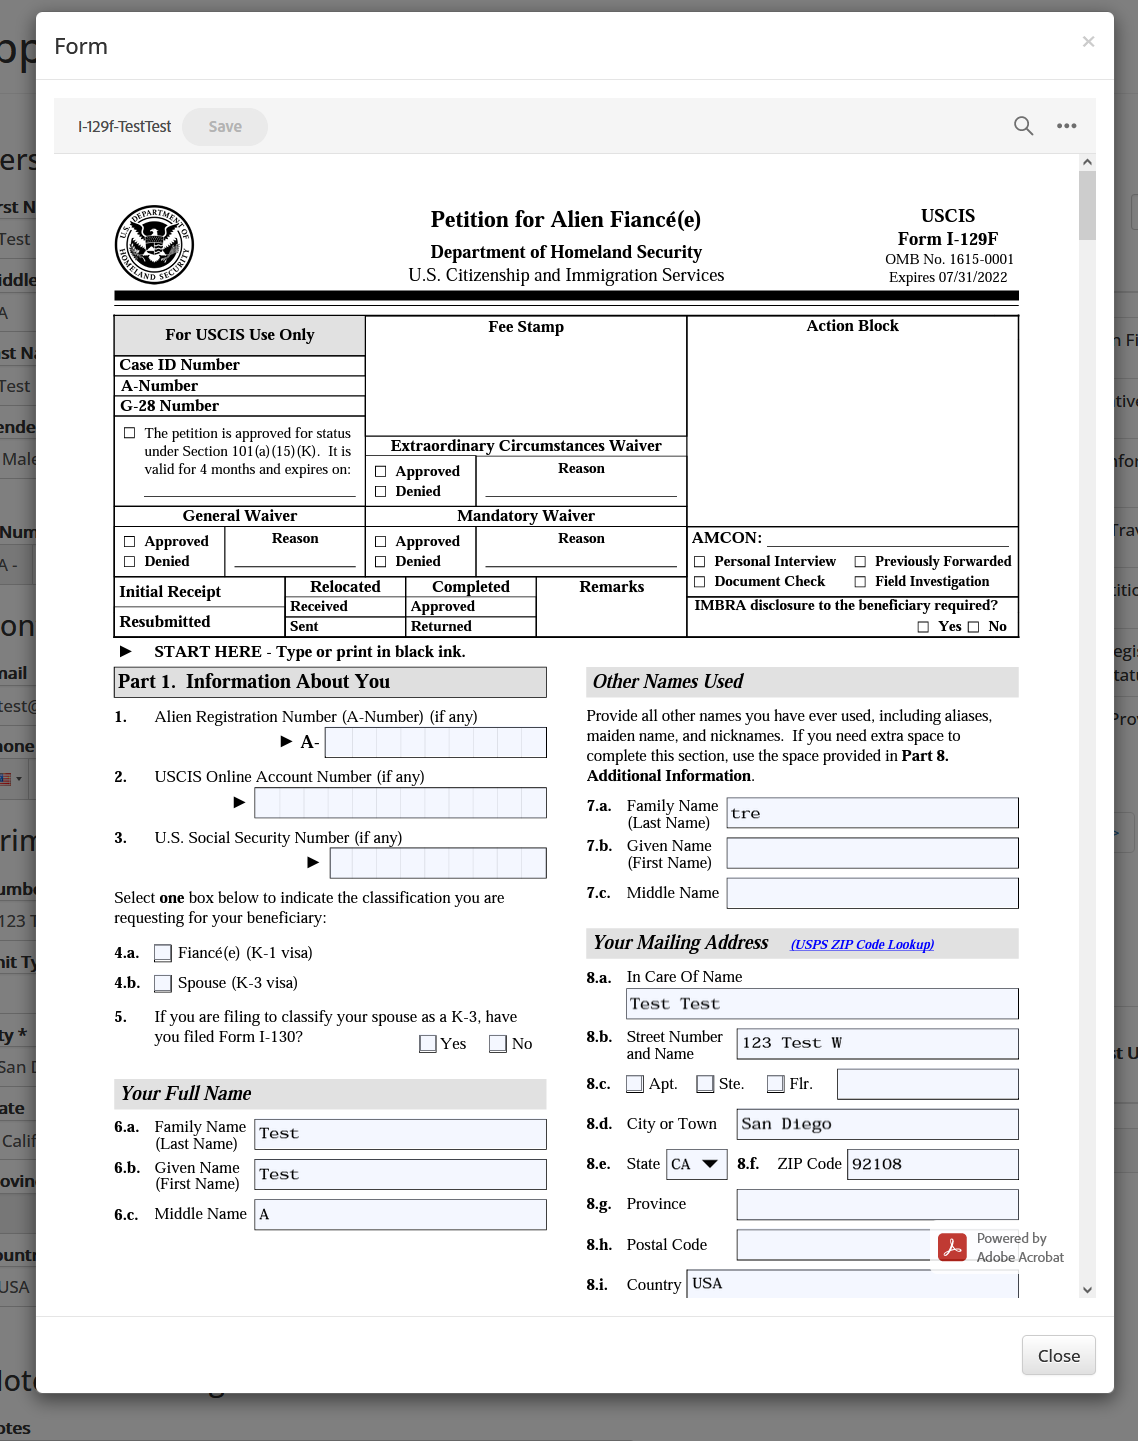 Form
×
I-129f-TestTest
Save
U.S. DEPARTMENT OF HOMELAND SECURITY
Petition for Alien Fiancé(e)
Department of Homeland Security
U.S. Citizenship and Immigration Services
USCIS
Form I-129F
OMB No. 1615-0001
Expires 07/31/2022
For USCIS Use Only
Case ID Number
A-Number
G-28 Number
The petition is approved for status
under Section 101(a)(15)(K). It is
valid for 4 months and expires on:
Fee Stamp
Action Block
Extraordinary Circumstances Waiver
Approved
Denied
Reason
General Waiver
Approved
Denied
Reason
Mandatory Waiver
Approved
Denied
Reason
AMCON:
Personal Interview
Previously Forwarded
Document Check
Field Investigation
Initial Receipt
Resubmitted
Relocated
Received
Sent
Completed
Approved
Returned
Remarks
IMBRA disclosure to the beneficiary required?
Yes No
► START HERE - Type or print in black ink.
Part 1. Information About You
1. Alien Registration Number (A-Number) (if any)
► A-
2. USCIS Online Account Number (if any)
►
3. U.S. Social Security Number (if any)
►
Select one box below to indicate the classification you are
requesting for your beneficiary:
4.a. Fiancé(e) (K-1 visa)
4.b. Spouse (K-3 visa)
5. If you are filing to classify your spouse as a K-3, have
you filed Form I-130?
Yes No
Your Full Name
6.a. Family Name
(Last Name)
Test
6.b. Given Name
(First Name)
Test
6.c. Middle Name A
Other Names Used
Provide all other names you have ever used, including aliases,
maiden name, and nicknames. If you need extra space to
complete this section, use the space provided in Part 8.
Additional Information.
7.a. Family Name
(Last Name)
tre
7.b. Given Name
(First Name)
7.c. Middle Name
Your Mailing Address (USPS ZIP Code Lookup)
8.a. In Care Of Name
Test Test
8.b. Street Number
and Name
123 Test W
8.c. Apt. Ste. Flr.
8.d. City or Town San Diego
8.e. State CA 8.f. ZIP Code 92108
8.g. Province
8.h. Postal Code
8.i. Country USA
Powered by
Adobe Acrobat
Close